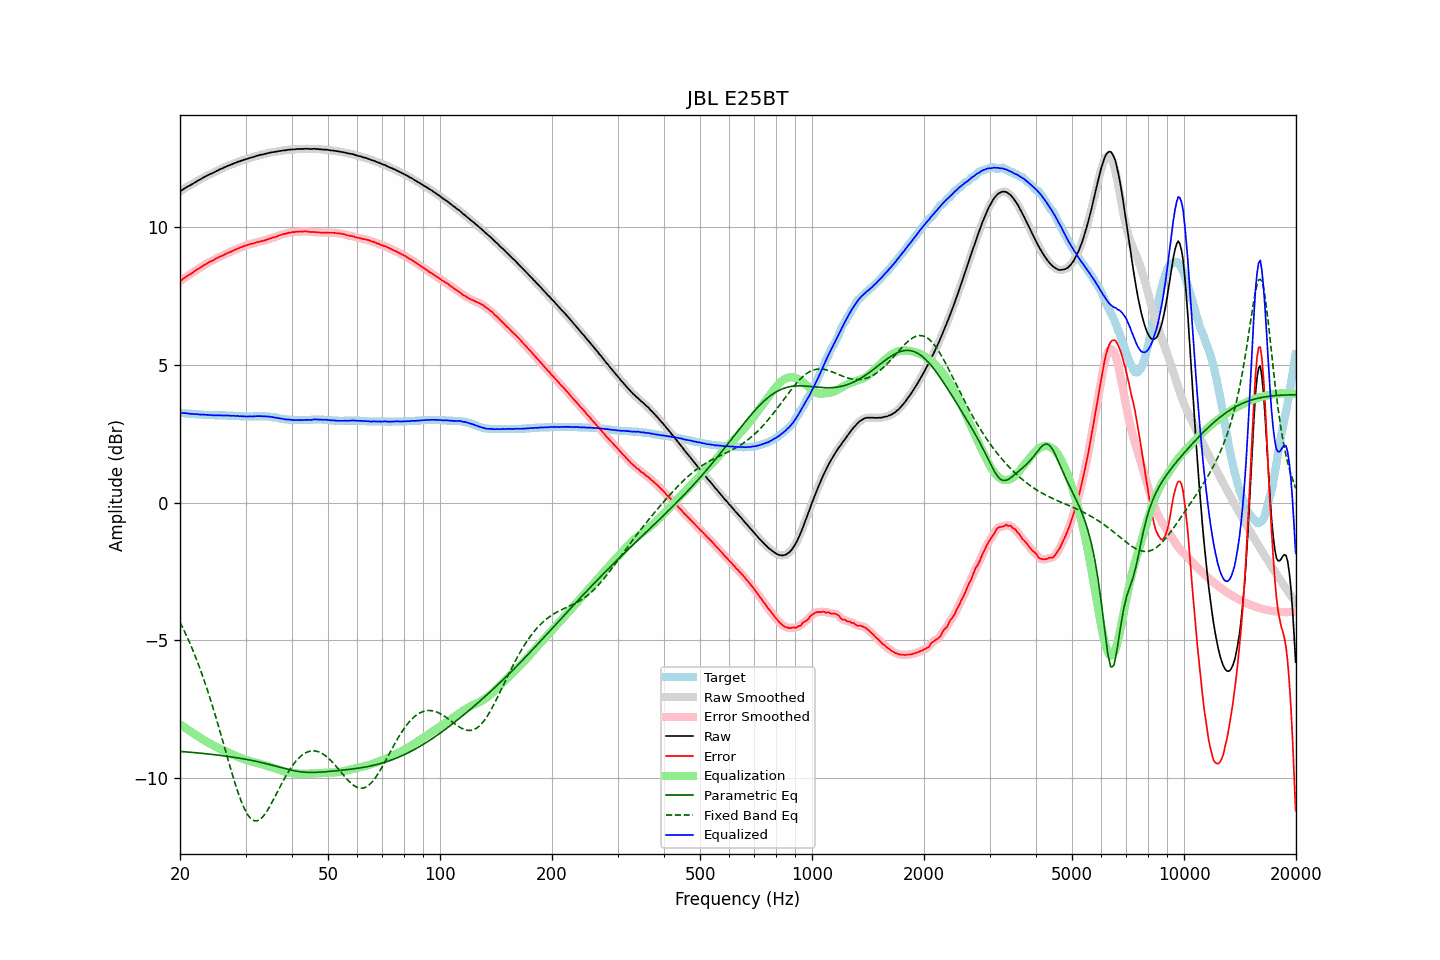 JBL E25BT
Amplitude (dBr)
10
5
0
−5
−10
Target
Raw Smoothed
Error Smoothed
Raw
Error
Equalization
Parametric Eq
Fixed Band Eq
Equalized
20 50 100 200 500 1000 2000 5000 10000 20000
Frequency (Hz)